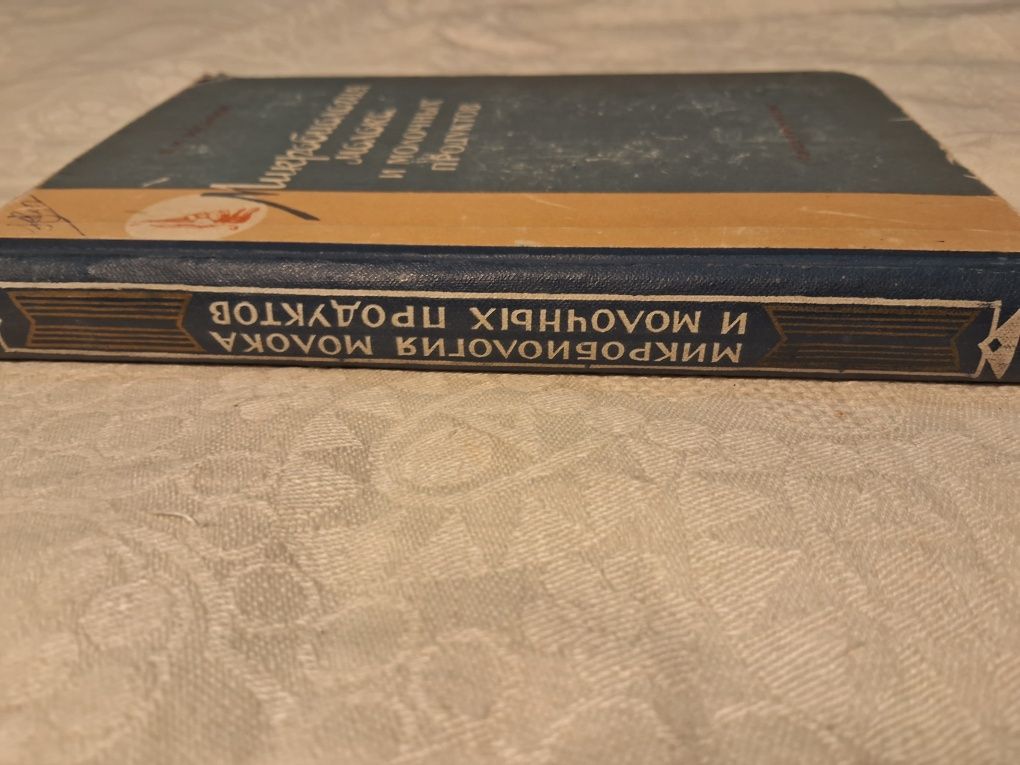 Микробиология
молока
и молочных
продуктов
МИКРОБИОЛОГИЯ МОЛОКА
И МОЛОЧНЫХ ПРОДУКТОВ